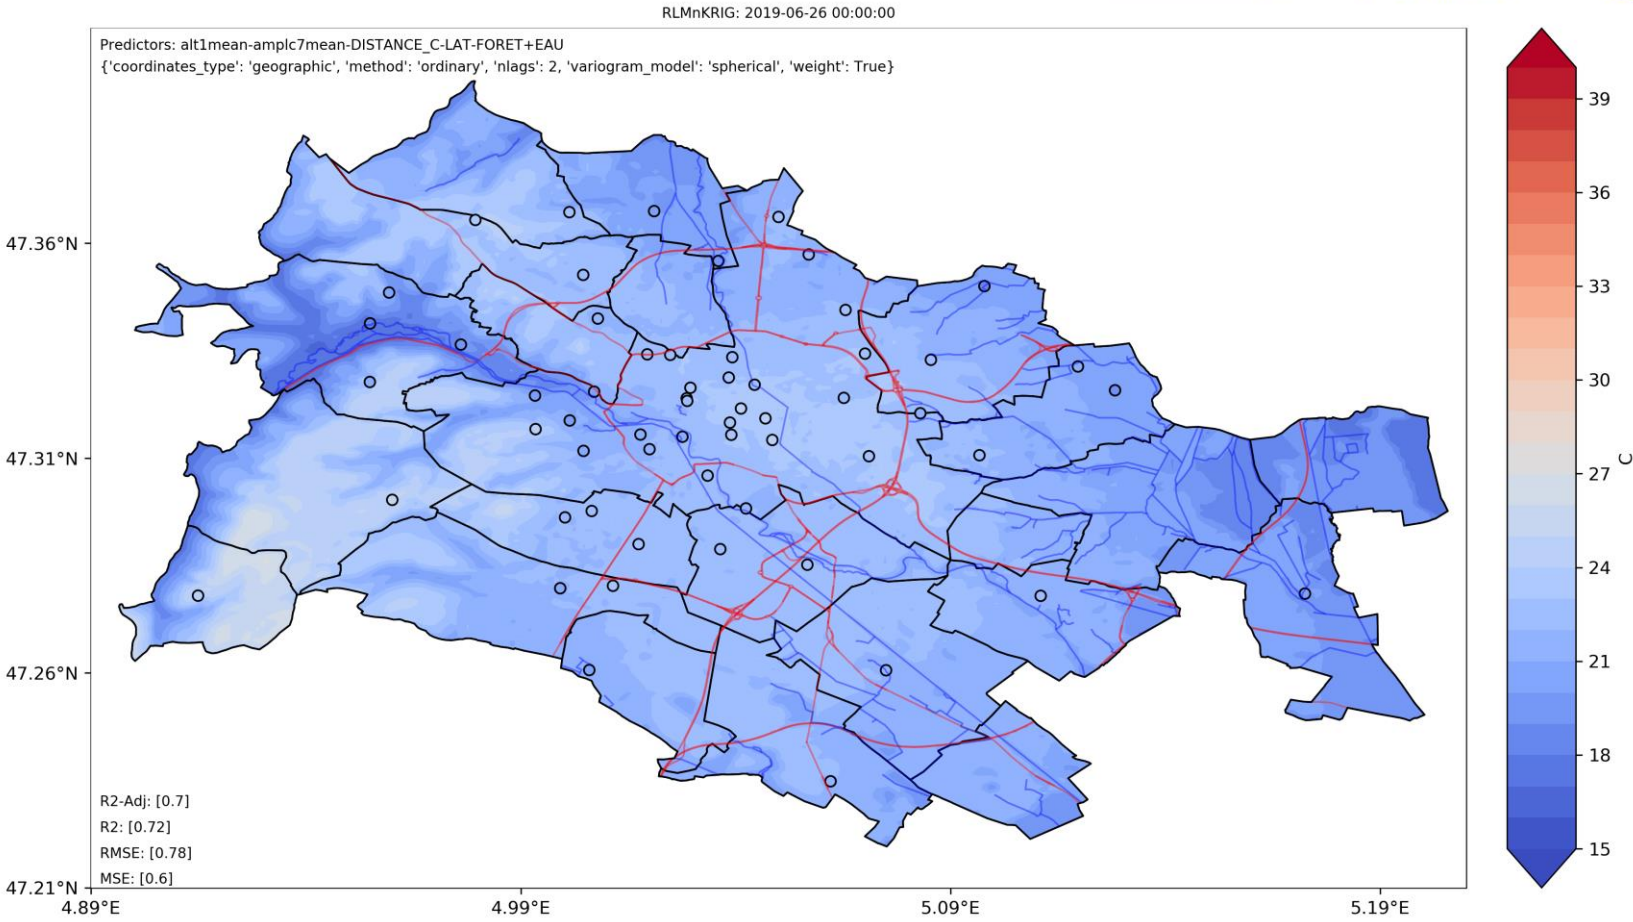 RLMnKRIG: 2019-06-26 00:00:00
Predictors: alt1mean-amplc7mean-DISTANCE_C-LAT-FORET+EAU
{'coordinates_type': 'geographic', 'method': 'ordinary', 'nlags': 2, 'variogram_model': 'spherical', 'weight': True}
47.36°N
47.31°N
47.26°N
47.21°N
R2-Adj: [0.7]
R2: [0.72]
RMSE: [0.78]
MSE: [0.6]
4.89°E
4.99°E
5.09°E
5.19°E
39
36
33
30
27
24
21
18
15
C